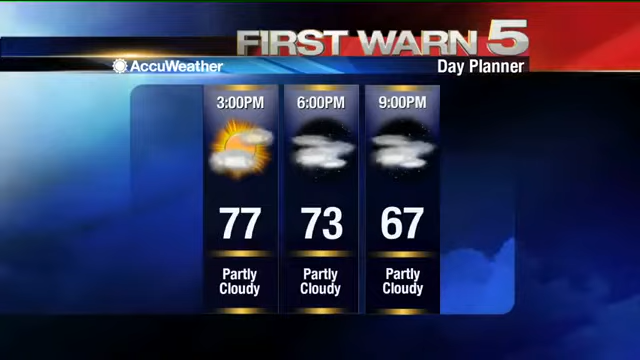 FIRST WARN 5
AccuWeather
Day Planner
3:00PM 6:00PM 9:00PM
77 73 67
Partly Partly Partly
Cloudy Cloudy Cloudy